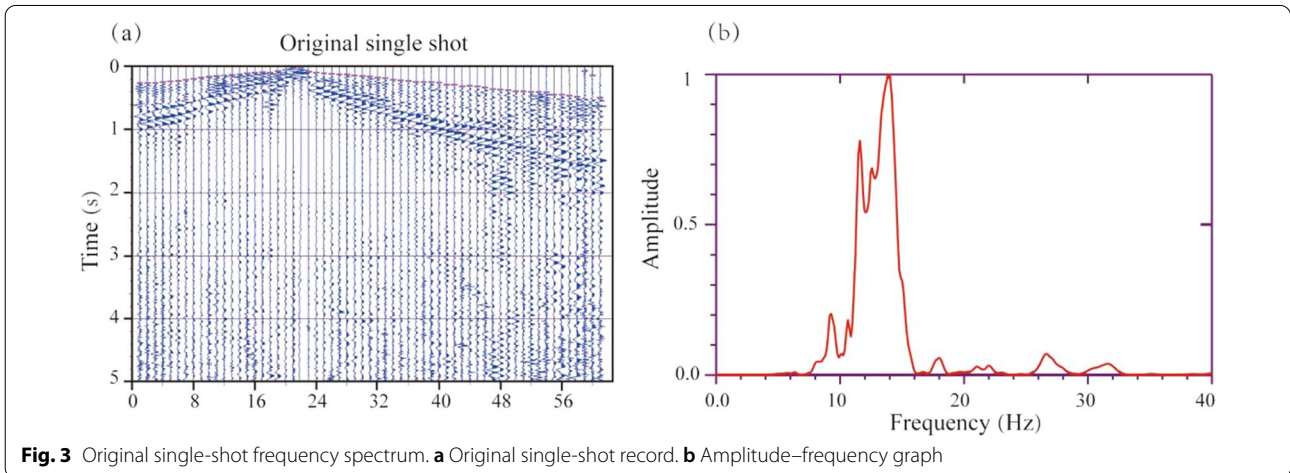 (a)
Original single shot
Time (s)
0
1
2
3
4
5
0 8 16 24 32 40 48 56
(b)
Amplitude
1
0.5
0.0
0.0 10 20 30 40
Frequency (Hz)
Fig. 3 Original single-shot frequency spectrum. a Original single-shot record. b Amplitude–frequency graph